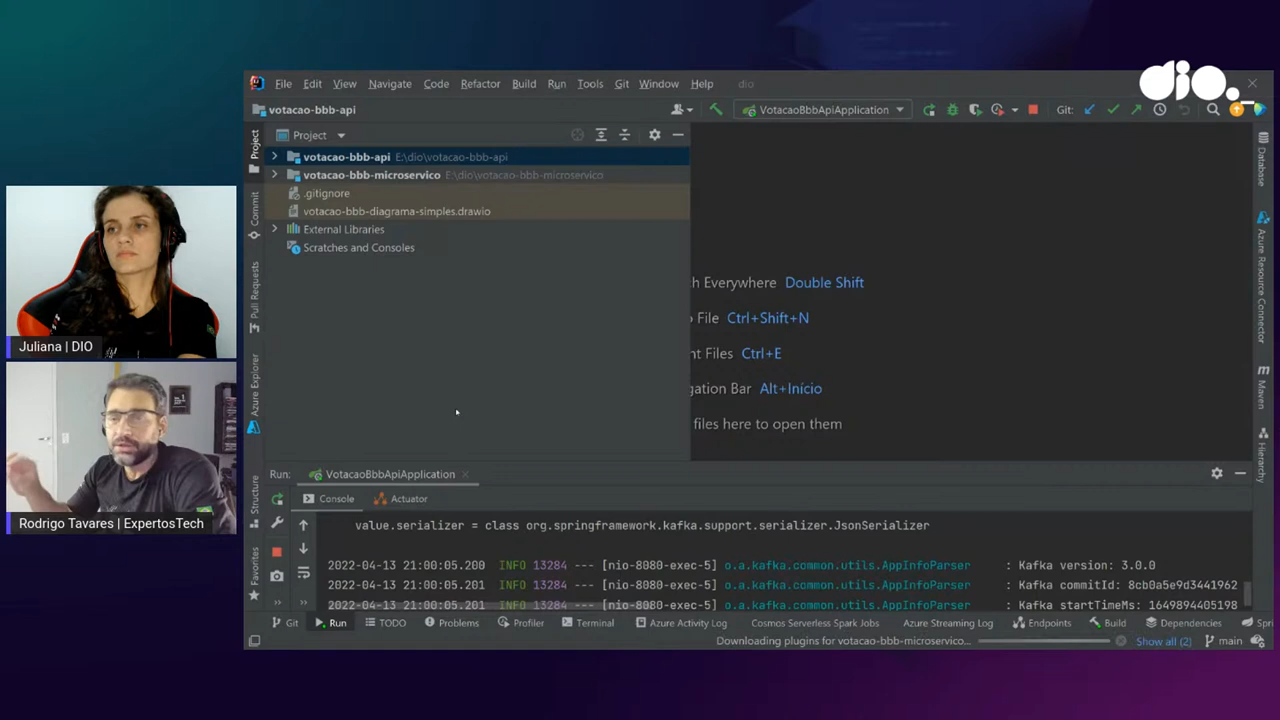 dio._
File Edit View Navigate Code Refactor Build Run Tools Git Window Help dio
votacao-bbb-api
VotacaoBbbApiApplication
Git:
Project
votacao-bbb-api E:\dio\votacao-bbb-api
votacao-bbb-microservico E:\dio\votacao-bbb-microservico
.gitignore
votacao-bbb-diagrama-simples.drawio
External Libraries
Scratches and Consoles
Project
Commit
Pull Requests
Azure Explorer
Structure
Favorites
h Everywhere Double Shift
o File Ctrl+Shift+N
nt Files Ctrl+E
gation Bar Alt+Início
files here to open them
Database
Azure Resource Connector
Maven
Hierarchy
Juliana | DIO
Rodrigo Tavares | ExpertosTech
Run: VotacaoBbbApiApplication
Console Actuator
value.serializer = class org.springframework.kafka.support.serializer.JsonSerializer
2022-04-13 21:00:05.200 INFO 13284 --- [nio-8080-exec-5] o.a.kafka.common.utils.AppInfoParser : Kafka version: 3.0.0
2022-04-13 21:00:05.201 INFO 13284 --- [nio-8080-exec-5] o.a.kafka.common.utils.AppInfoParser : Kafka commitId: 8cb0a5e9d3441962
2022-04-13 21:00:05.201 INFO 13284 --- [nio-8080-exec-5] o.a.kafka.common.utils.AppInfoParser : Kafka startTimeMs: 1649894405198
Git Run TODO Problems Profiler Terminal Azure Activity Log Cosmos Serverless Spark Jobs Azure Streaming Log Endpoints Build Dependencies Spri
Downloading plugins for votacao-bbb-microservico... Show all (2) main